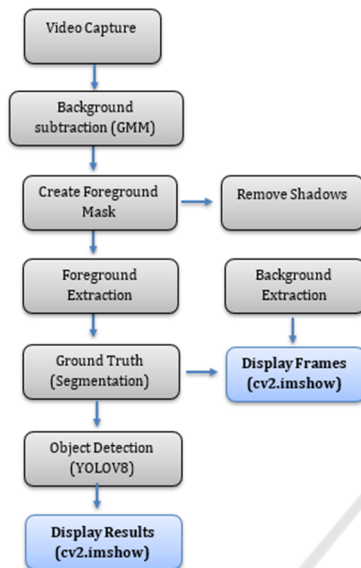 Video Capture
Background
subtraction (GMM)
Create Foreground
Mask
Remove Shadows
Foreground
Extraction
Background
Extraction
Ground Truth
(Segmentation)
Display Frames
(cv2.imshow)
Object Detection
(YOLOV8)
Display Results
(cv2.imshow)